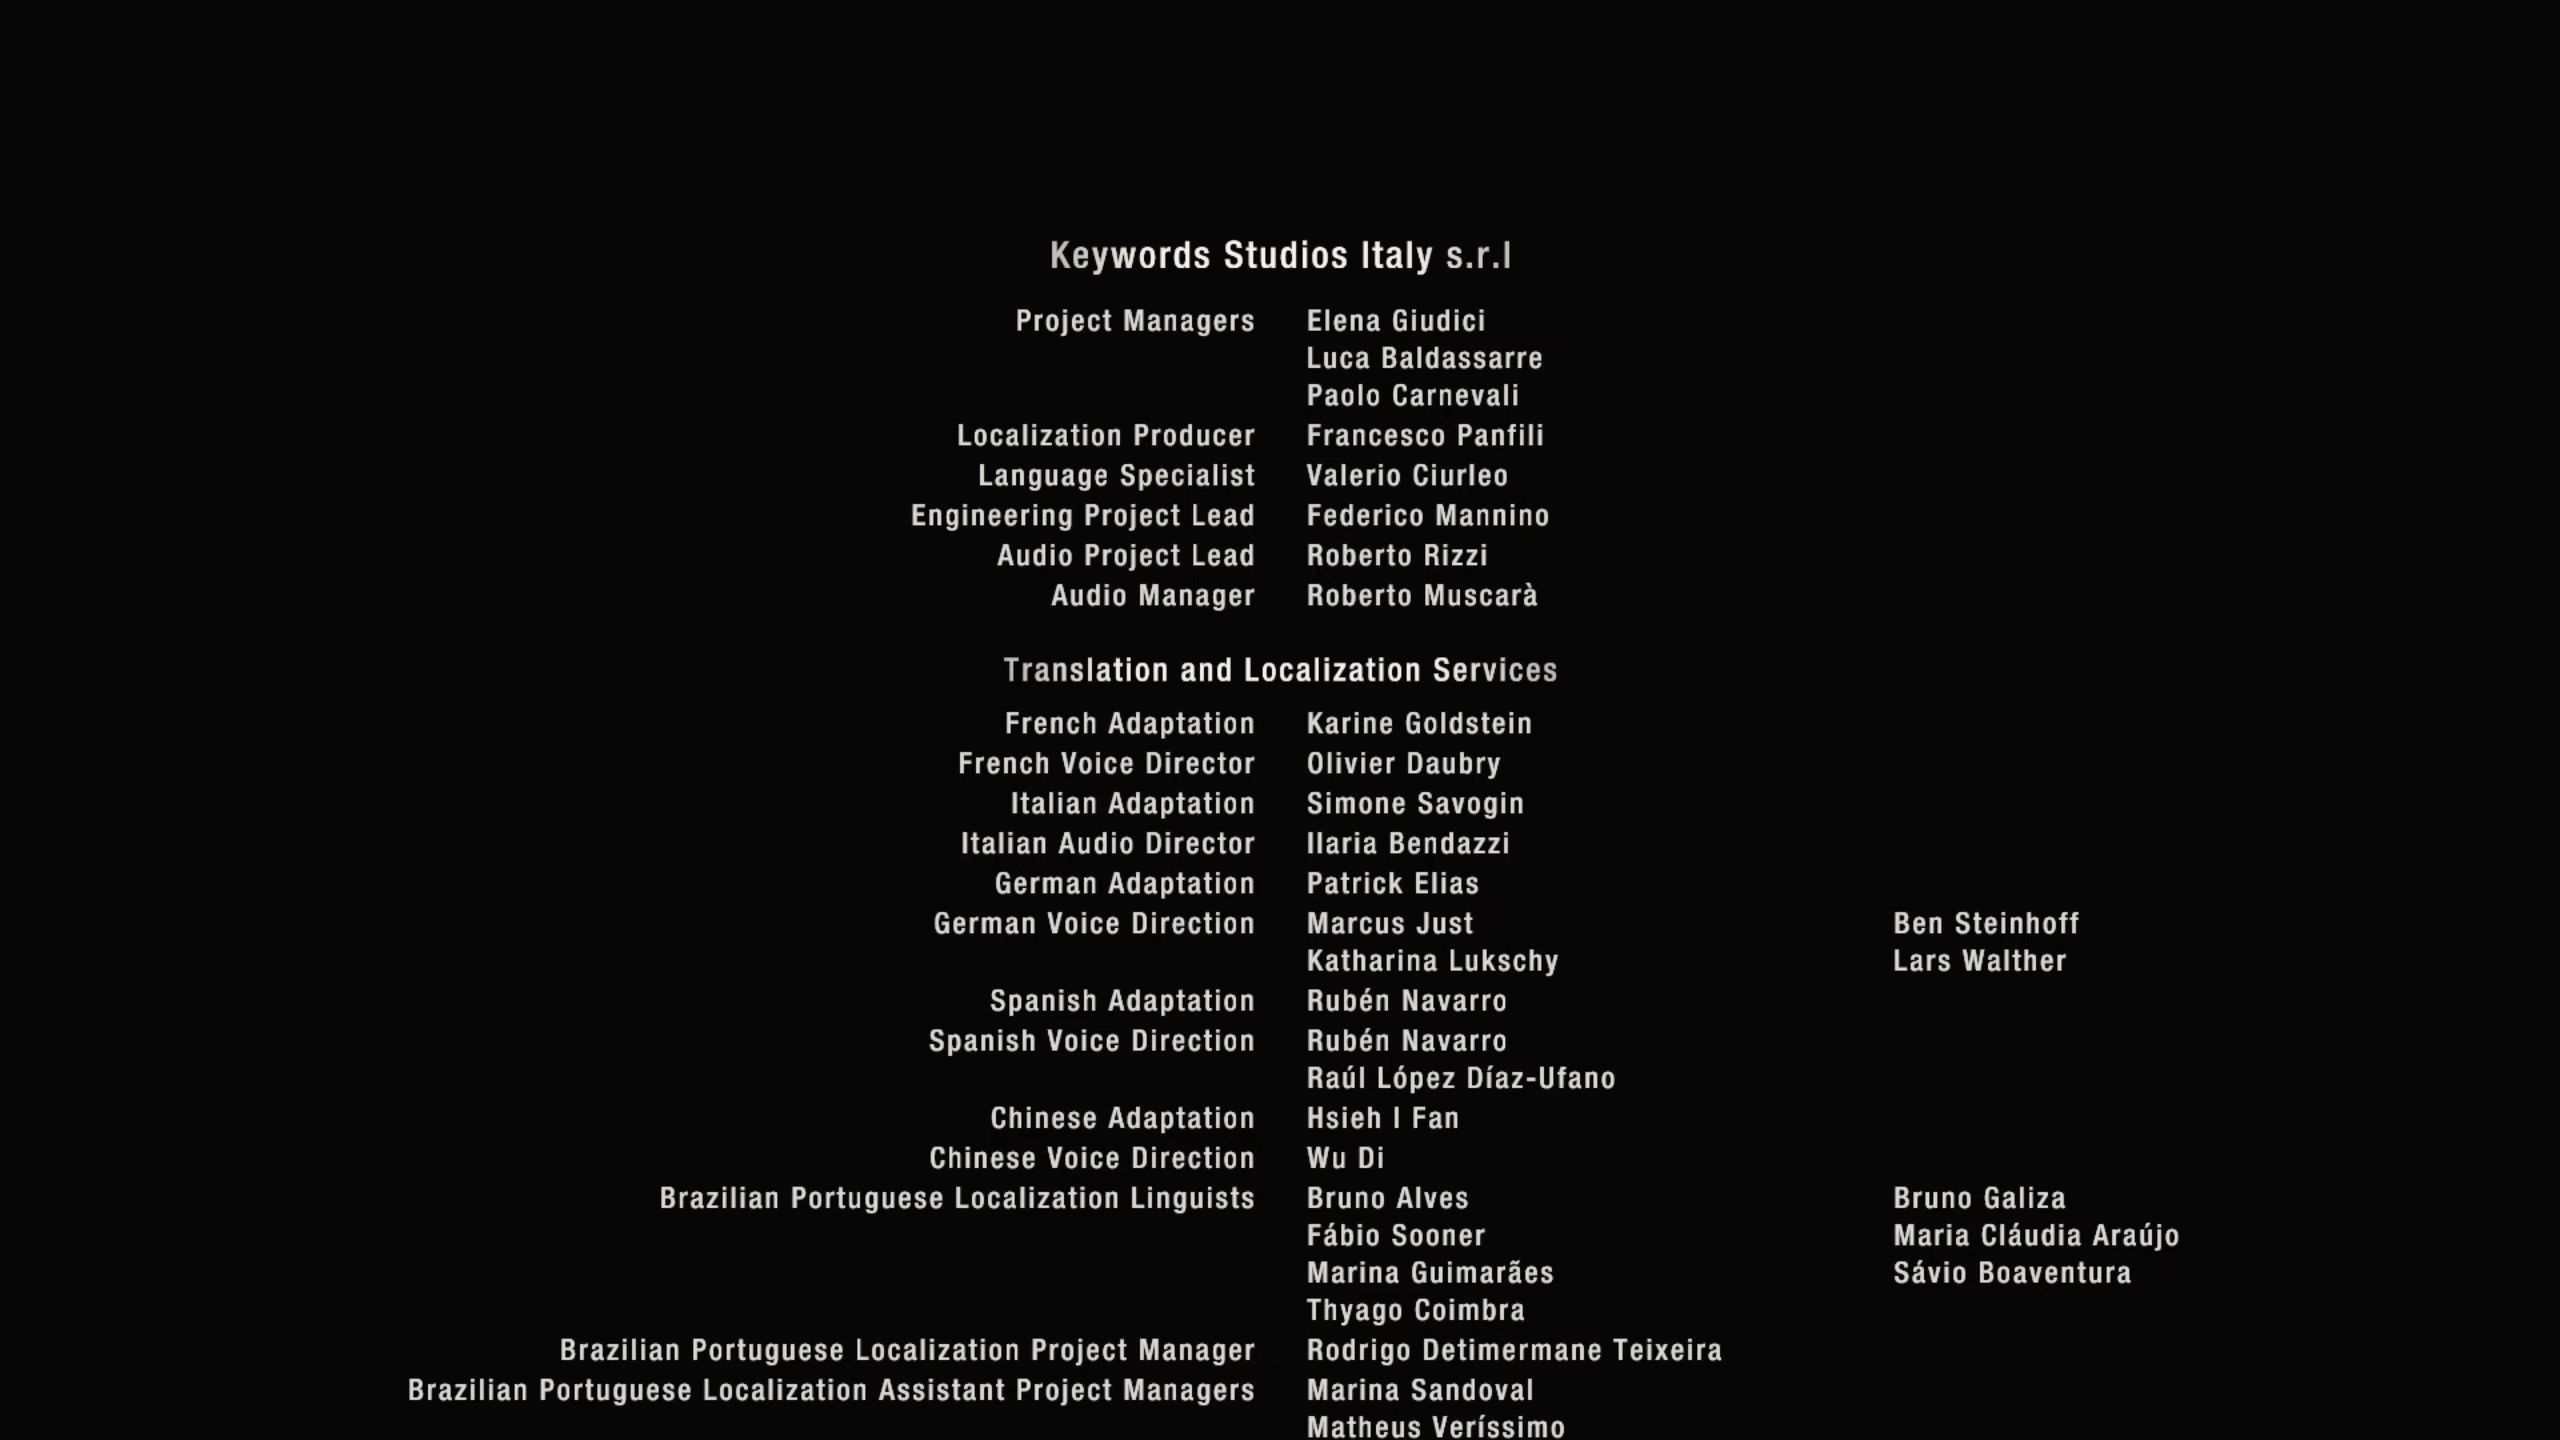 Keywords Studios Italy s.r.l
Project Managers Elena Giudici
Luca Baldassarre
Paolo Carnevali
Localization Producer Francesco Panfili
Language Specialist Valerio Ciurleo
Engineering Project Lead Federico Mannino
Audio Project Lead Roberto Rizzi
Audio Manager Roberto Muscarà
Translation and Localization Services
French Adaptation Karine Goldstein
French Voice Director Olivier Daubry
Italian Adaptation Simone Savogin
Italian Audio Director Ilaria Bendazzi
German Adaptation Patrick Elias
German Voice Direction Marcus Just Ben Steinhoff
Katharina Lukschy Lars Walther
Spanish Adaptation Rubén Navarro
Spanish Voice Direction Rubén Navarro
Raúl López Díaz-Ufano
Chinese Adaptation Hsieh I Fan
Chinese Voice Direction Wu Di
Brazilian Portuguese Localization Linguists Bruno Alves Bruno Galiza
Fábio Sooner Maria Cláudia Araújo
Marina Guimarães Sávio Boaventura
Thyago Coimbra
Brazilian Portuguese Localization Project Manager Rodrigo Detimermane Teixeira
Brazilian Portuguese Localization Assistant Project Managers Marina Sandoval
Matheus Veríssimo